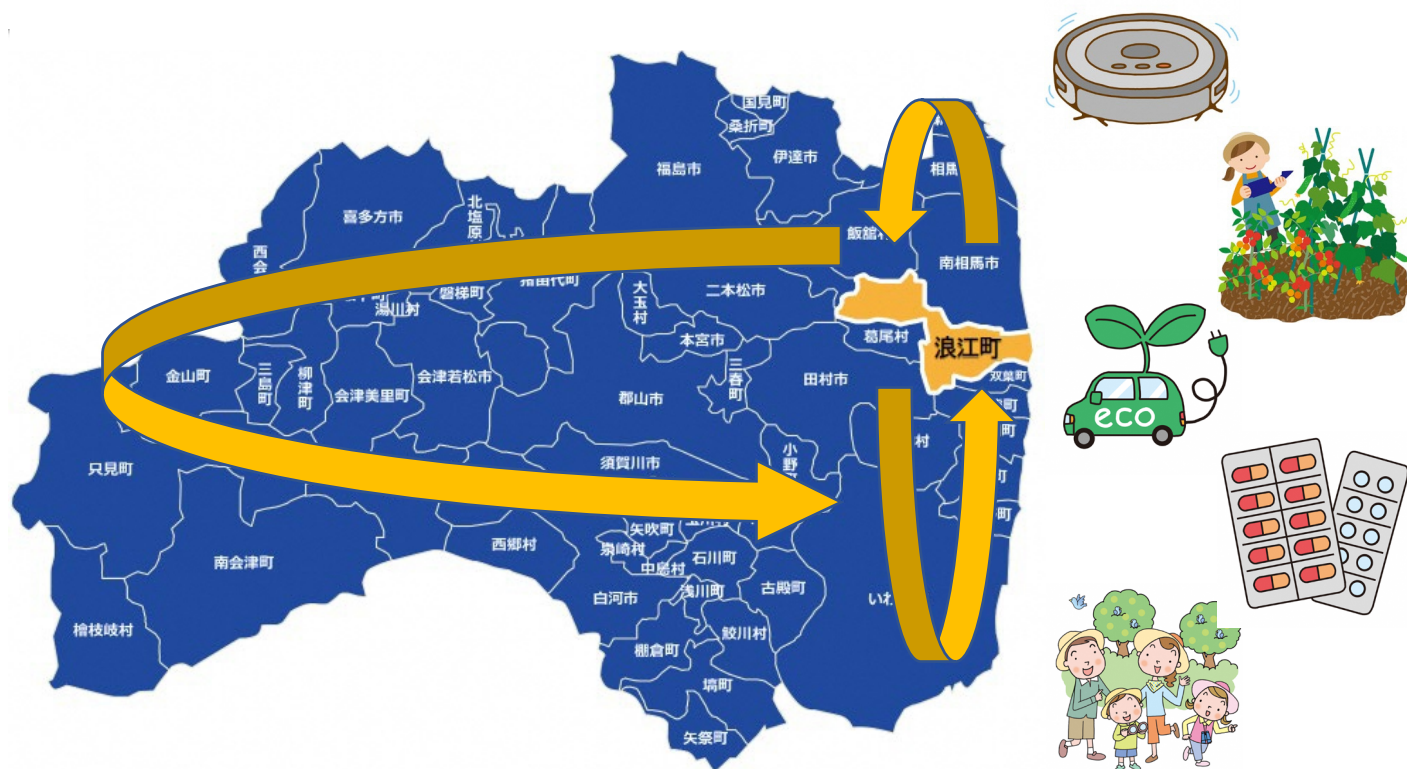 国見町
桑折町
伊達市
福島市
相馬
喜多方市
北塩原
飯舘
南相馬市
西会
猪苗代町
磐梯町
湯川村
大玉村
二本松市
本宮市
葛尾村
浪江町
双葉町
三春町
田村市
金山町
三島町
柳津町
会津美里町
会津若松市
郡山市
町
町
村
小野
須賀川市
只見町
町
町
矢吹町
西郷村
泉崎村
中島村
石川町
南会津町
浅川町
古殿町
白河市
いわ
檜枝岐村
鮫川村
棚倉町
塙町
矢祭町
eco